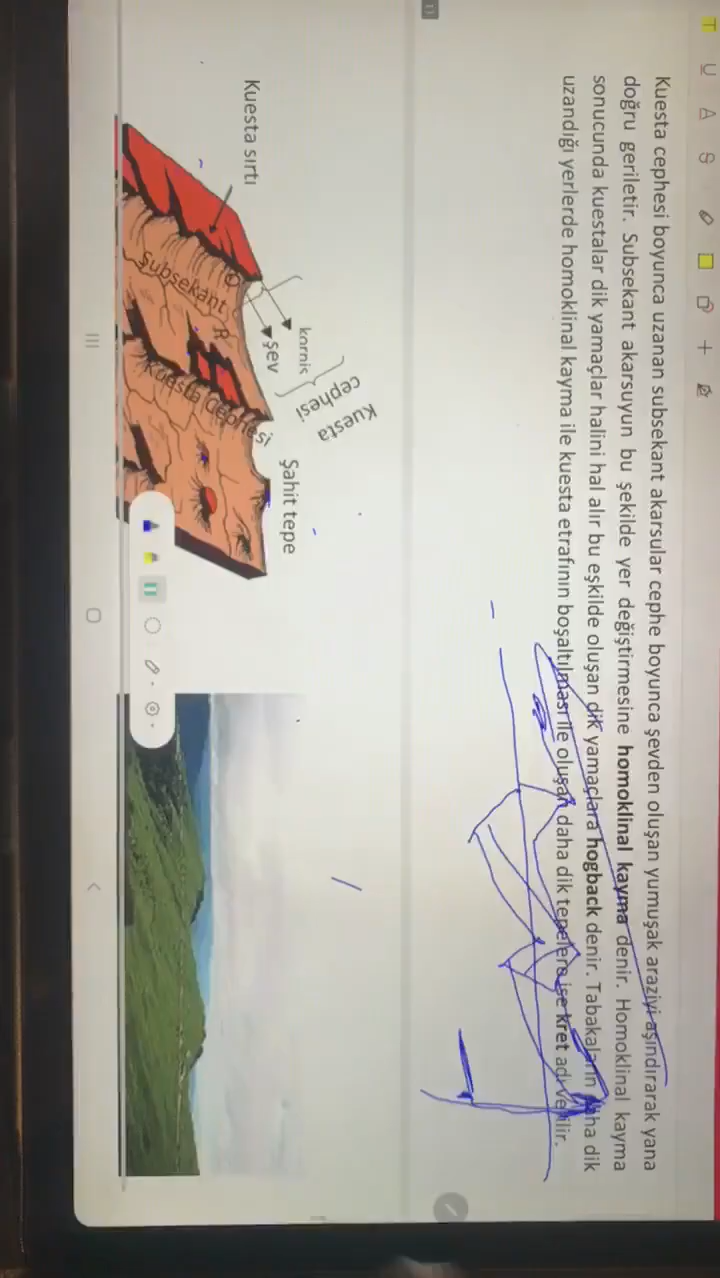 Kuesta cephesi boyunca uzanan subsekant akarsular cephe boyunca şevden oluşan yumuşak araziyi aşındırarak yana
doğru geriletir. Subsekant akarsuyun bu şekilde yer değiştirmesine homoklinal kayma denir. Homoklinal kayma
sonucunda kuestalar dik yamaçlar halini hal alır bu eşkilde oluşan dik yamaçlara hogback denir. Tabakaların daha dik
uzandığı yerlerde homoklinal kayma ile kuesta etrafının boşaltılması ile oluşan daha dik tepelere ise kret adı verilir.
Kuesta sırtı
Kuesta
cephesi
kornis
şev
Şahit tepe
Subsekant
Kuesta Cephesi